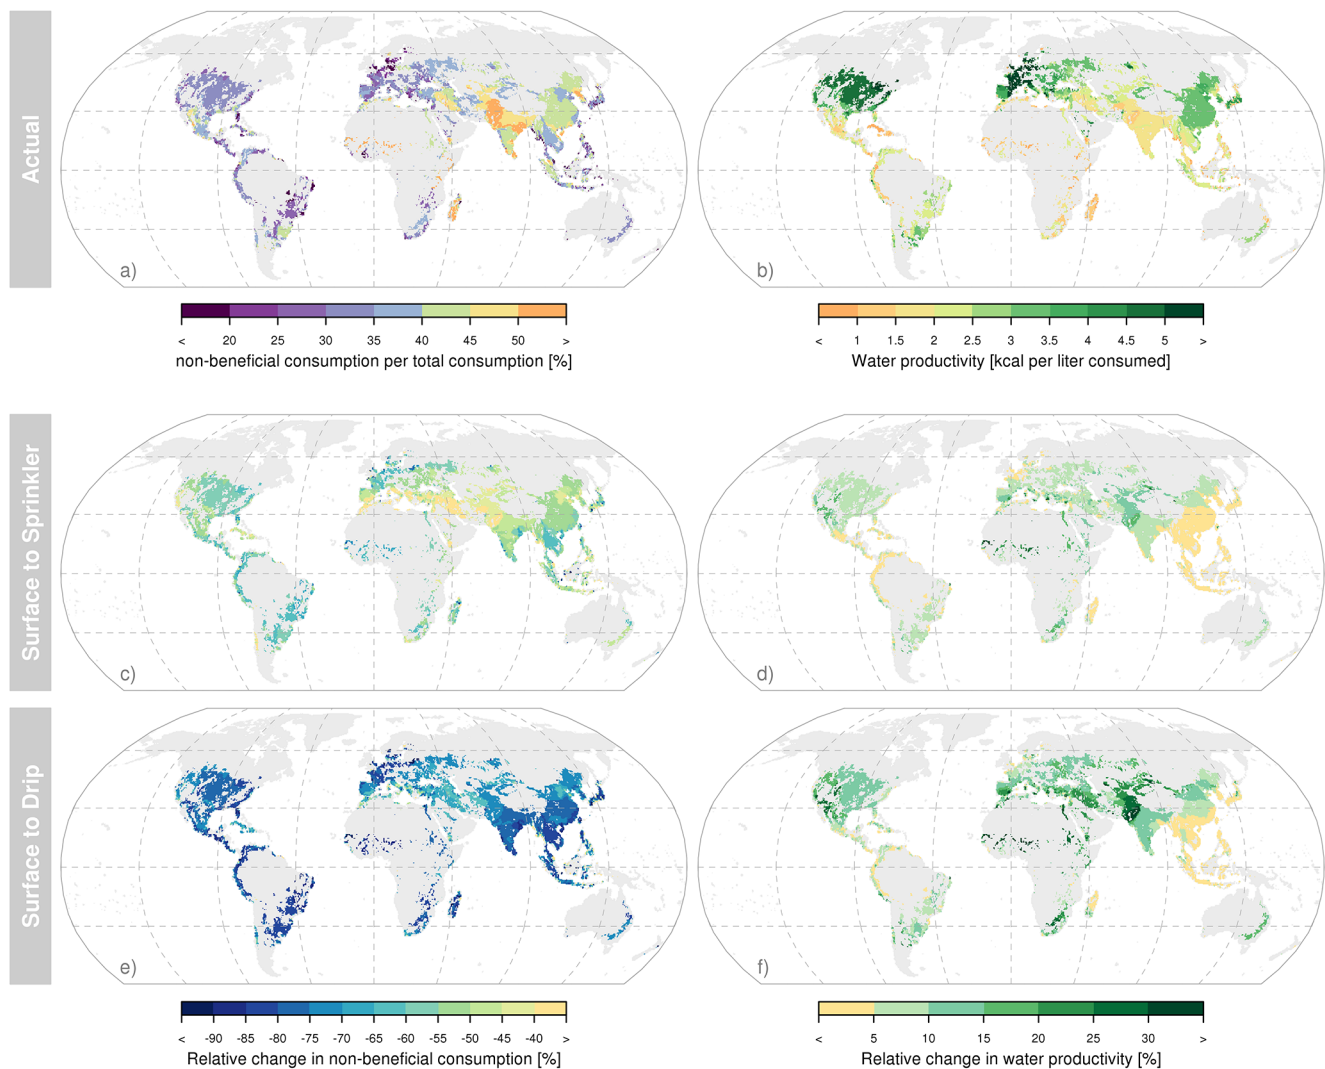 Actual
a)
b)
< 20 25 30 35 40 45 50 >
non-beneficial consumption per total consumption [%]
< 1 1.5 2 2.5 3 3.5 4 4.5 5 >
Water productivity [kcal per liter consumed]
Surface to Sprinkler
c)
d)
Surface to Drip
e)
f)
< -90 -85 -80 -75 -70 -65 -60 -55 -50 -45 -40 >
Relative change in non-beneficial consumption [%]
< 5 10 15 20 25 30 >
Relative change in water productivity [%]